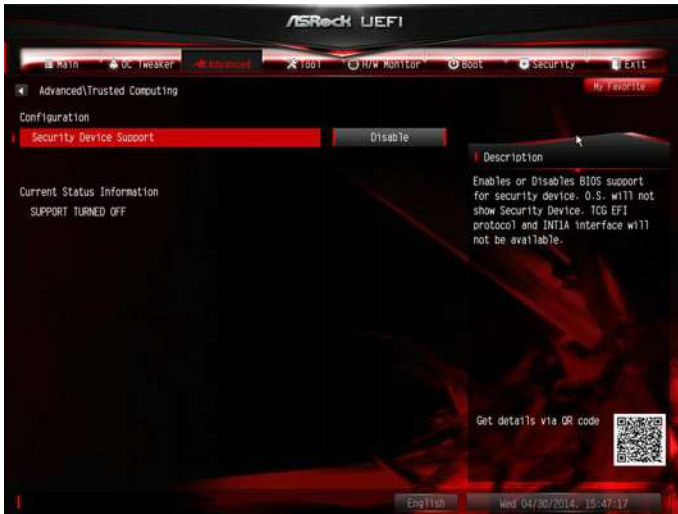 ASRock UEFI
Main OC Tweaker Advanced Tool H/W Monitor Boot Security Exit
Advanced\Trusted Computing
My Favorite
Configuration
Security Device Support Disable
Description
Enables or Disables BIOS support
for security device. O.S. will not
show Security Device. TCG EFI
protocol and INT1A interface will
not be available.
Current Status Information
SUPPORT TURNED OFF
Get details via QR code
English Wed 04/30/2014. 15:47:17